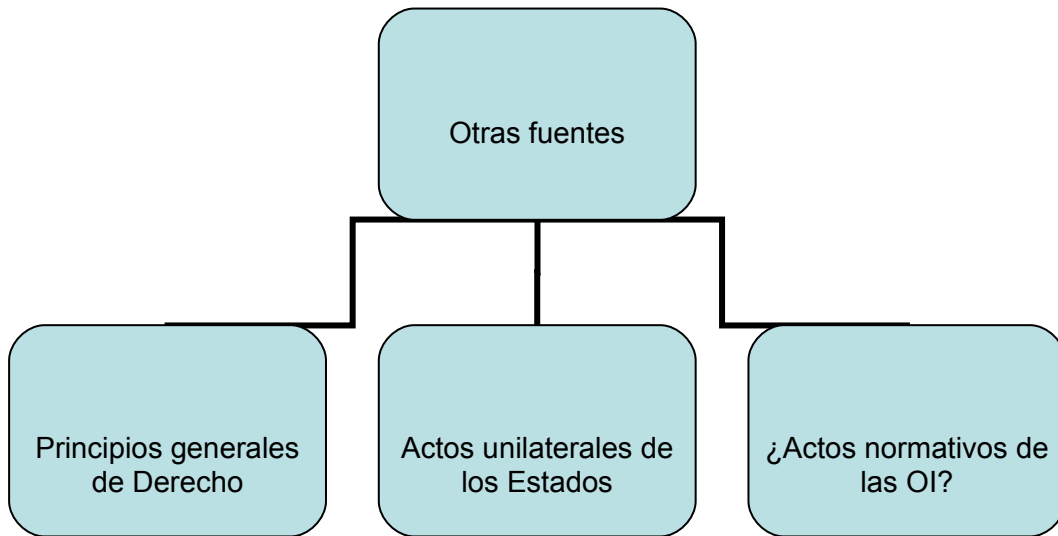 Otras fuentes
Principios generales
de Derecho
Actos unilaterales de
los Estados
¿Actos normativos de
las OI?